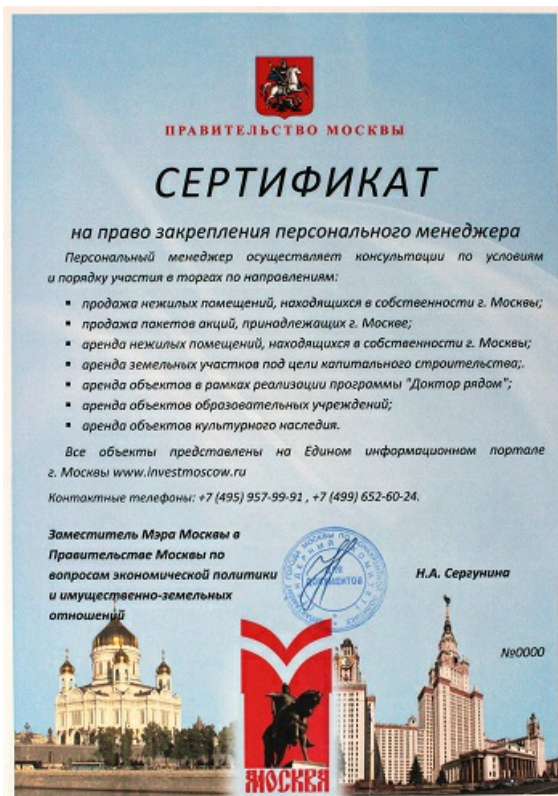 ПРАВИТЕЛЬСТВО МОСКВЫ
СЕРТИФИКАТ
на право закрепления персонального менеджера
Персональный менеджер осуществляет консультации по условиям
и порядку участия в торгах по направлениям:
▪ продажа нежилых помещений, находящихся в собственности г. Москвы;
▪ продажа пакетов акций, принодлежащих г. Москве;
▪ аренда нежилых помещений, находящихся в собственности г. Москвы;
▪ аренда земельных участков под цели капитального строительства;.
▪ аренда объектов в рамках реализации программы "Доктор рядом";
▪ аренда объектов образовательных учреждений;
▪ аренда объектов культурного наследия.
Все объекты представлены на Едином информационном портале
г. Москвы www.investmoscow.ru
Контактные телефоны: +7 (495) 957-99-91 , +7 (499) 652-60-24.
Заместитель Мэра Москвы в
Правительстве Москвы по
вопросам экономической политики
и имущественно-земельных
отношений
ДОКУМЕНТОВ
Н.А. Сергунина
№0000
МОСКВА